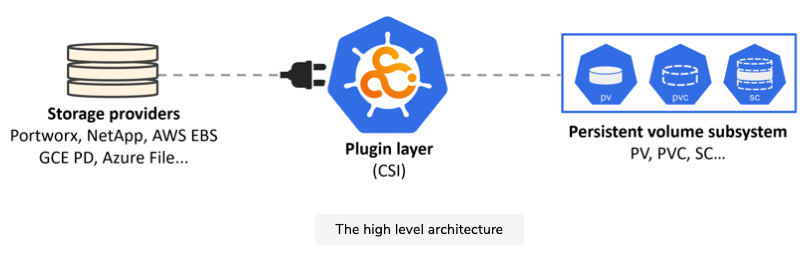 Storage providers
Portworx, NetApp, AWS EBS
GCE PD, Azure File...
Plugin layer
(CSI)
pv
pvc
sc
Persistent volume subsystem
PV, PVC, SC...
The high level architecture